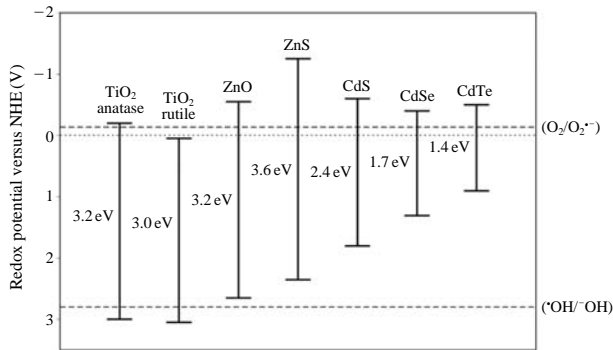 Redox potential versus NHE (V)
−2
−1
0
1
2
3
TiO₂
anatase
TiO₂
rutile
ZnO
ZnS
CdS
CdSe
CdTe
3.2 eV
3.0 eV
3.2 eV
3.6 eV
2.4 eV
1.7 eV
1.4 eV
(O₂/O₂•−)
(•OH/−OH)